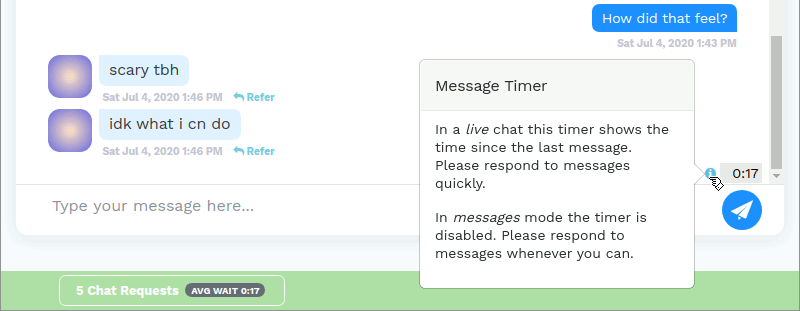 How did that feel?
Sat Jul 4, 2020 1:43 PM
scary tbh
Sat Jul 4, 2020 1:46 PM Refer
idk what i cn do
Sat Jul 4, 2020 1:46 PM Refer
Message Timer
In a live chat this timer shows the
time since the last message.
Please respond to messages
quickly.
In messages mode the timer is
disabled. Please respond to
messages whenever you can.
i 0:17
Type your message here...
5 Chat Requests AVG WAIT 0:17